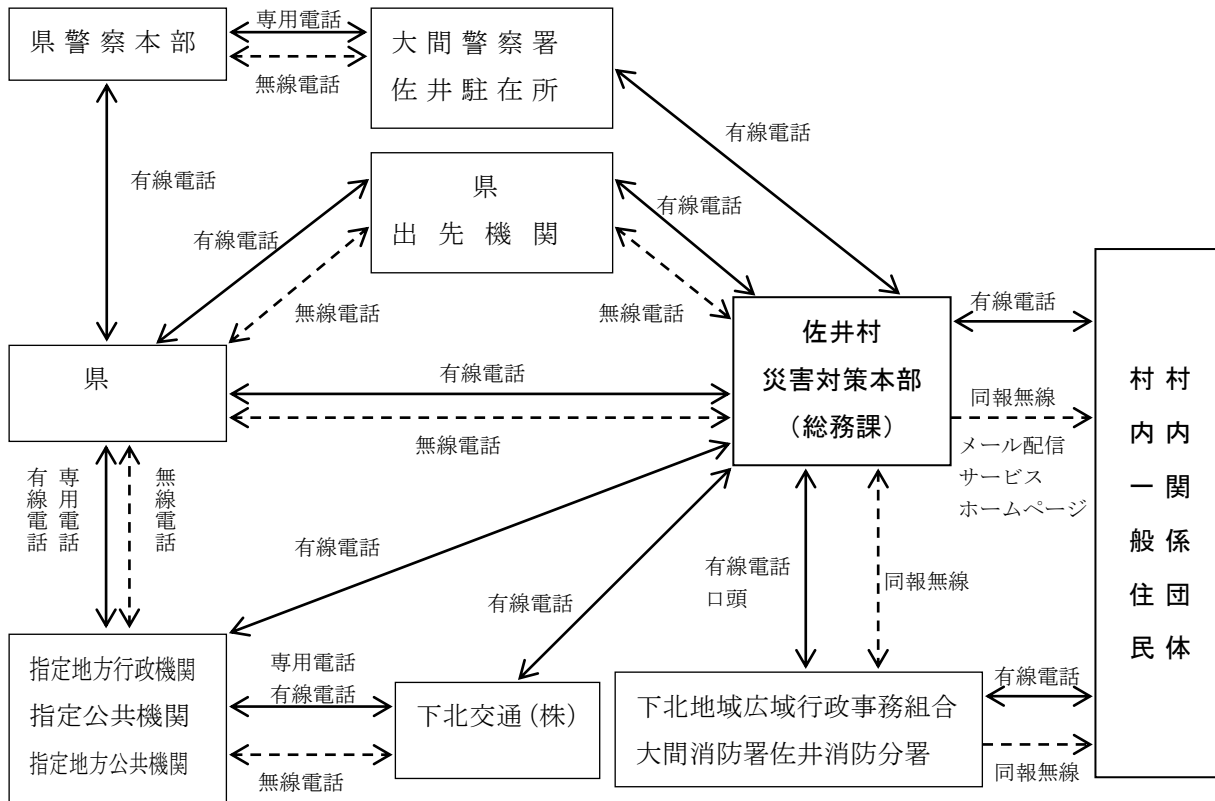 県警察本部
専用電話
無線電話
大間警察署
佐井駐在所
有線電話
有線電話
県
出先機関
有線電話
有線電話
無線電話
無線電話
県
有線電話
無線電話
佐井村
災害対策本部
（総務課）
有線電話
同報無線
メール配信
サービス
ホームページ
村内関係団体
村内一般住民
有線電話
専用電話
無線電話
有線電話
有線電話
有線電話
口頭
同報無線
指定地方行政機関
指定公共機関
指定地方公共機関
専用電話
有線電話
無線電話
下北交通（株）
下北地域広域行政事務組合
大間消防署佐井消防分署
有線電話
同報無線